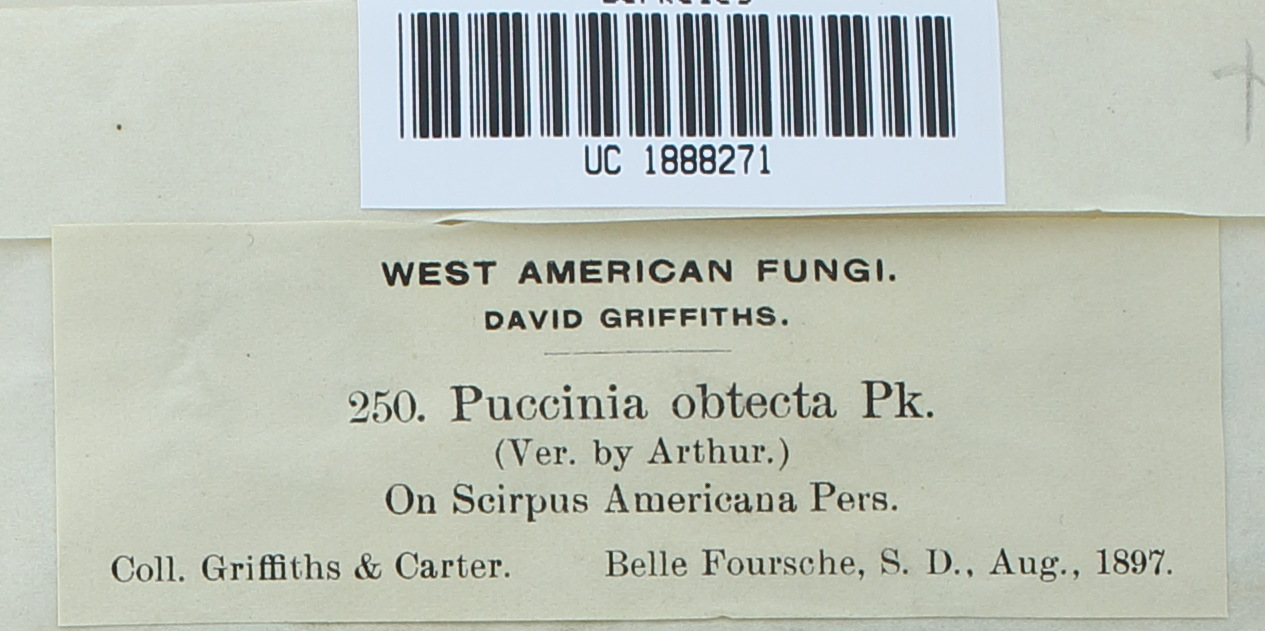 UC 1888271
WEST AMERICAN FUNGI.
DAVID GRIFFITHS.
250. Puccinia obtecta Pk.
(Ver. by Arthur.)
On Scirpus Americana Pers.
Coll. Griffiths & Carter. Belle Foursche, S. D., Aug., 1897.